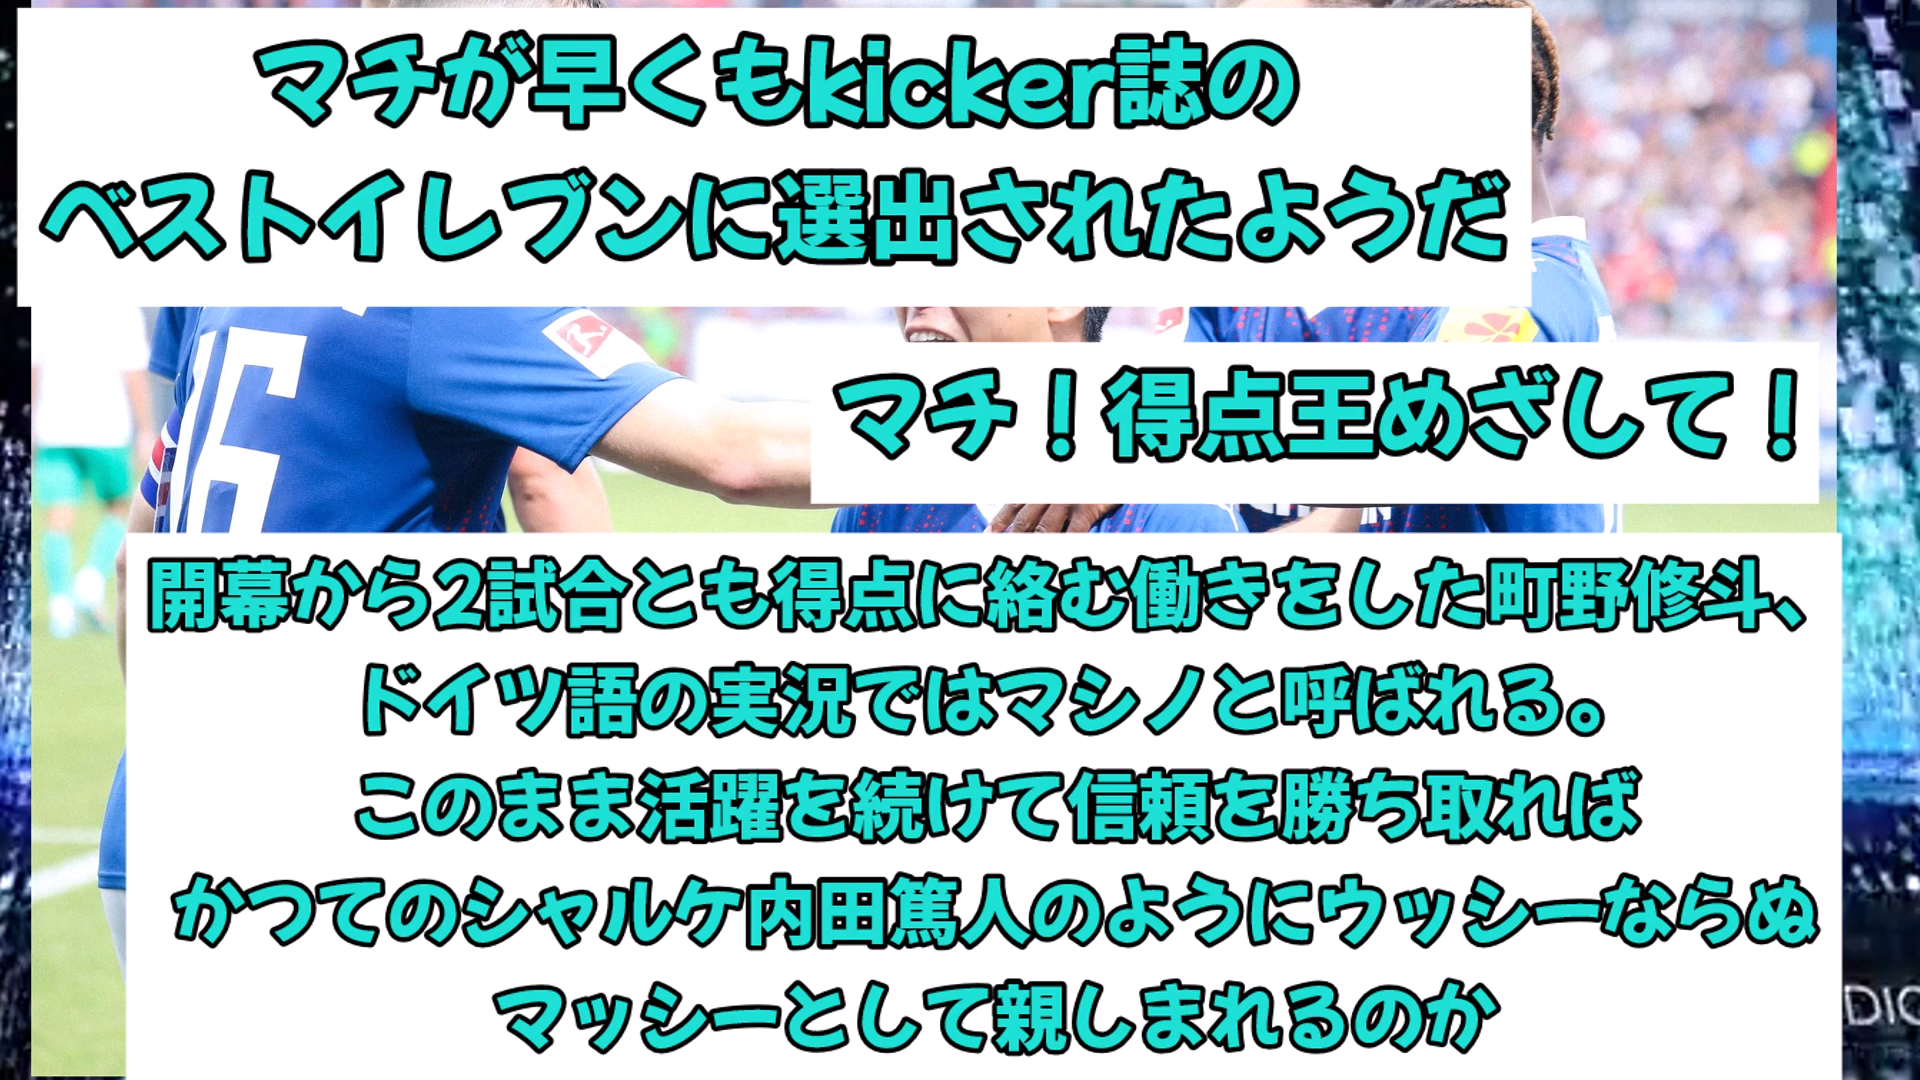 マチが早くもkicker誌の
ベストイレブンに選出されたようだ
マチ！得点王めざして！
16
開幕から2試合とも得点に絡む働きをした町野修斗、
ドイツ語の実況ではマシノと呼ばれる。
このまま活躍を続けて信頼を勝ち取れば
かつてのシャルケ内田篤人のようにウッシーならぬ
マッシーとして親しまれるのか